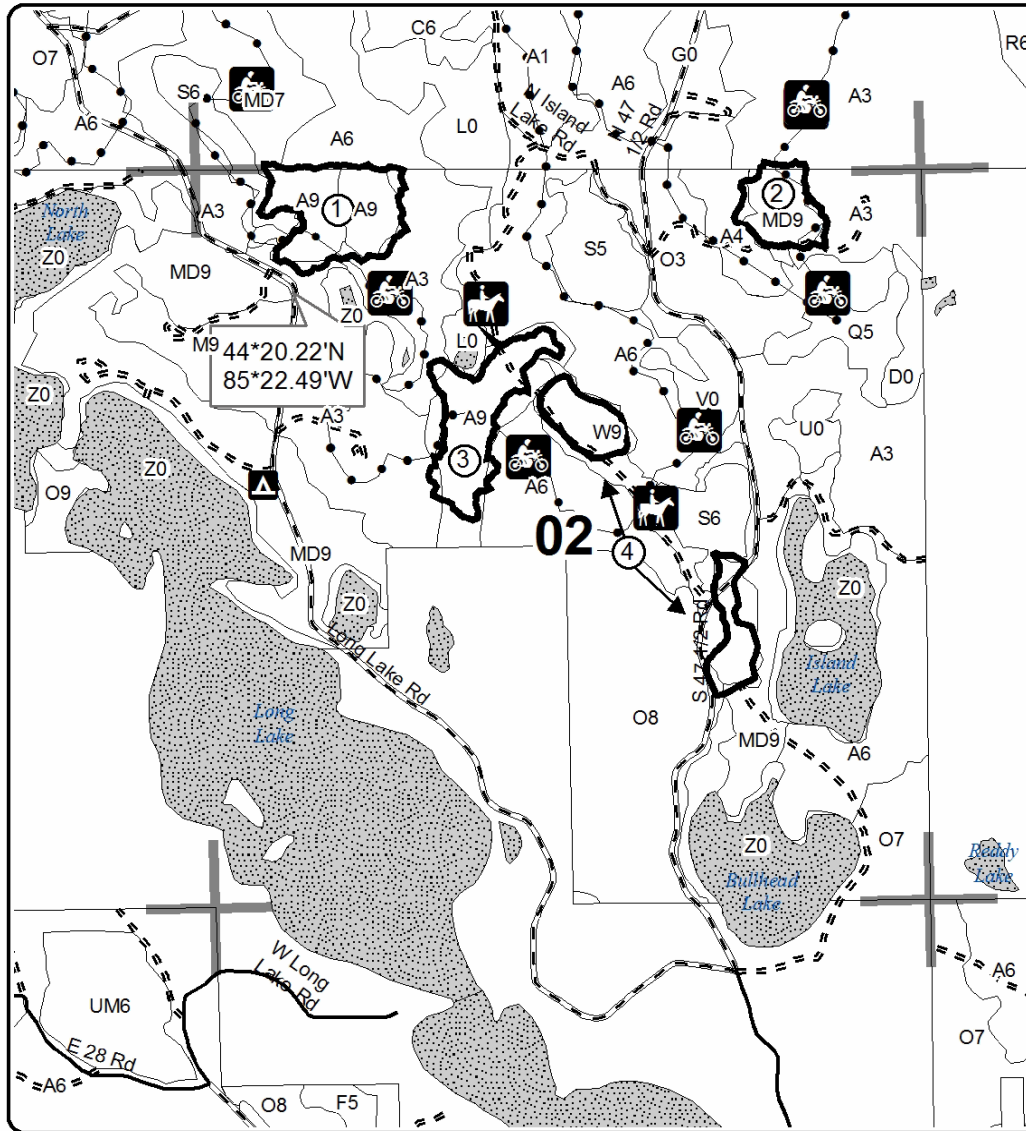 C6
R6
O7
A1
G0
A6
S6
MD7
A3
N Island
Lake Rd
N 47
1/2 Rd
A6
L0
A6
North
Lake
Z0
A3
A9
1
A9
2
MD9
A3
A4
S5
O3
MD9
A3
Z0
L0
Q5
M9
44*20.22'N
85*22.49'W
A6
D0
Z0
A3
A9
V0
W9
U0
A3
3
Z0
O9
A6
S6
02
4
MD9
Z0
Z0
Long Lake Rd
S 47 1/2 Rd
Island
Lake
Long
Lake
O8
MD9
A6
Z0
O7
Reddy
Lake
Bullhead
Lake
W Long
Lake Rd
A6
UM6
O7
E 28 Rd
A6
O8
F5